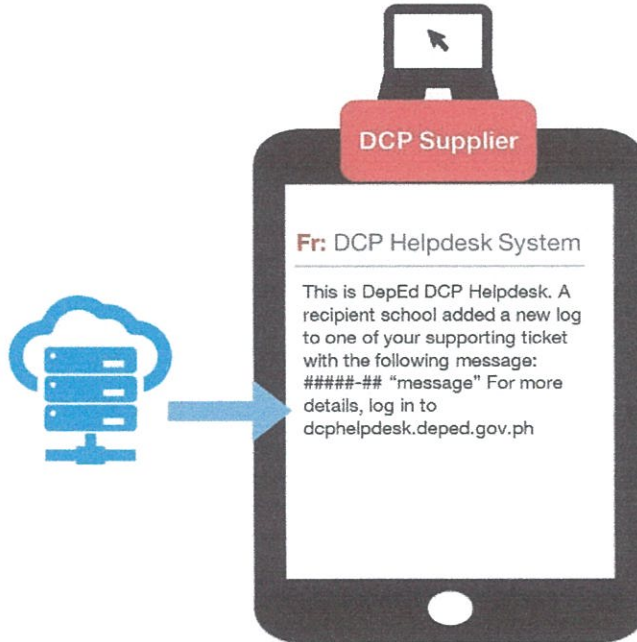 DCP Supplier
Fr: DCP Helpdesk System
This is DepEd DCP Helpdesk. A
recipient school added a new log
to one of your supporting ticket
with the following message:
#####-## “message” For more
details, log in to
dcphelpdesk.deped.gov.ph